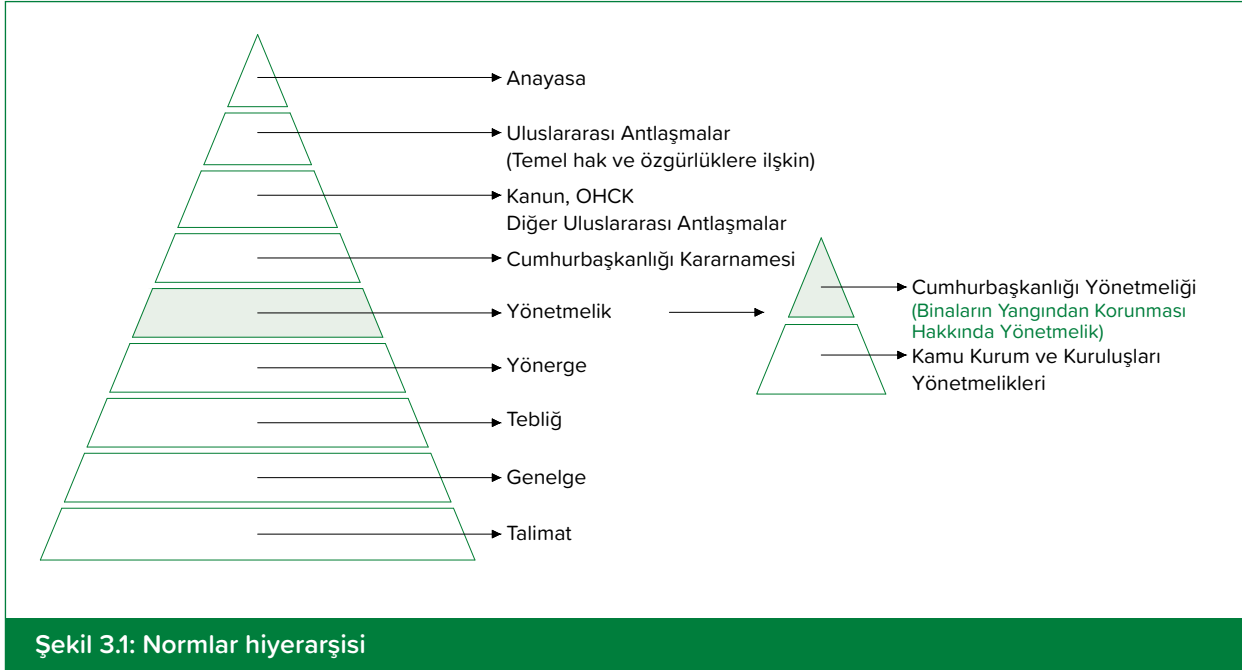 Anayasa
Uluslararası Antlaşmalar
(Temel hak ve özgürlüklere ilşkin)
Kanun, OHCK
Diğer Uluslararası Antlaşmalar
Cumhurbaşkanlığı Kararnamesi
Yönetmelik
Yönerge
Tebliğ
Genelge
Talimat
Cumhurbaşkanlığı Yönetmeliği
(Binaların Yangından Korunması
Hakkında Yönetmelik)
Kamu Kurum ve Kuruluşları
Yönetmelikleri
Şekil 3.1: Normlar hiyerarşisi